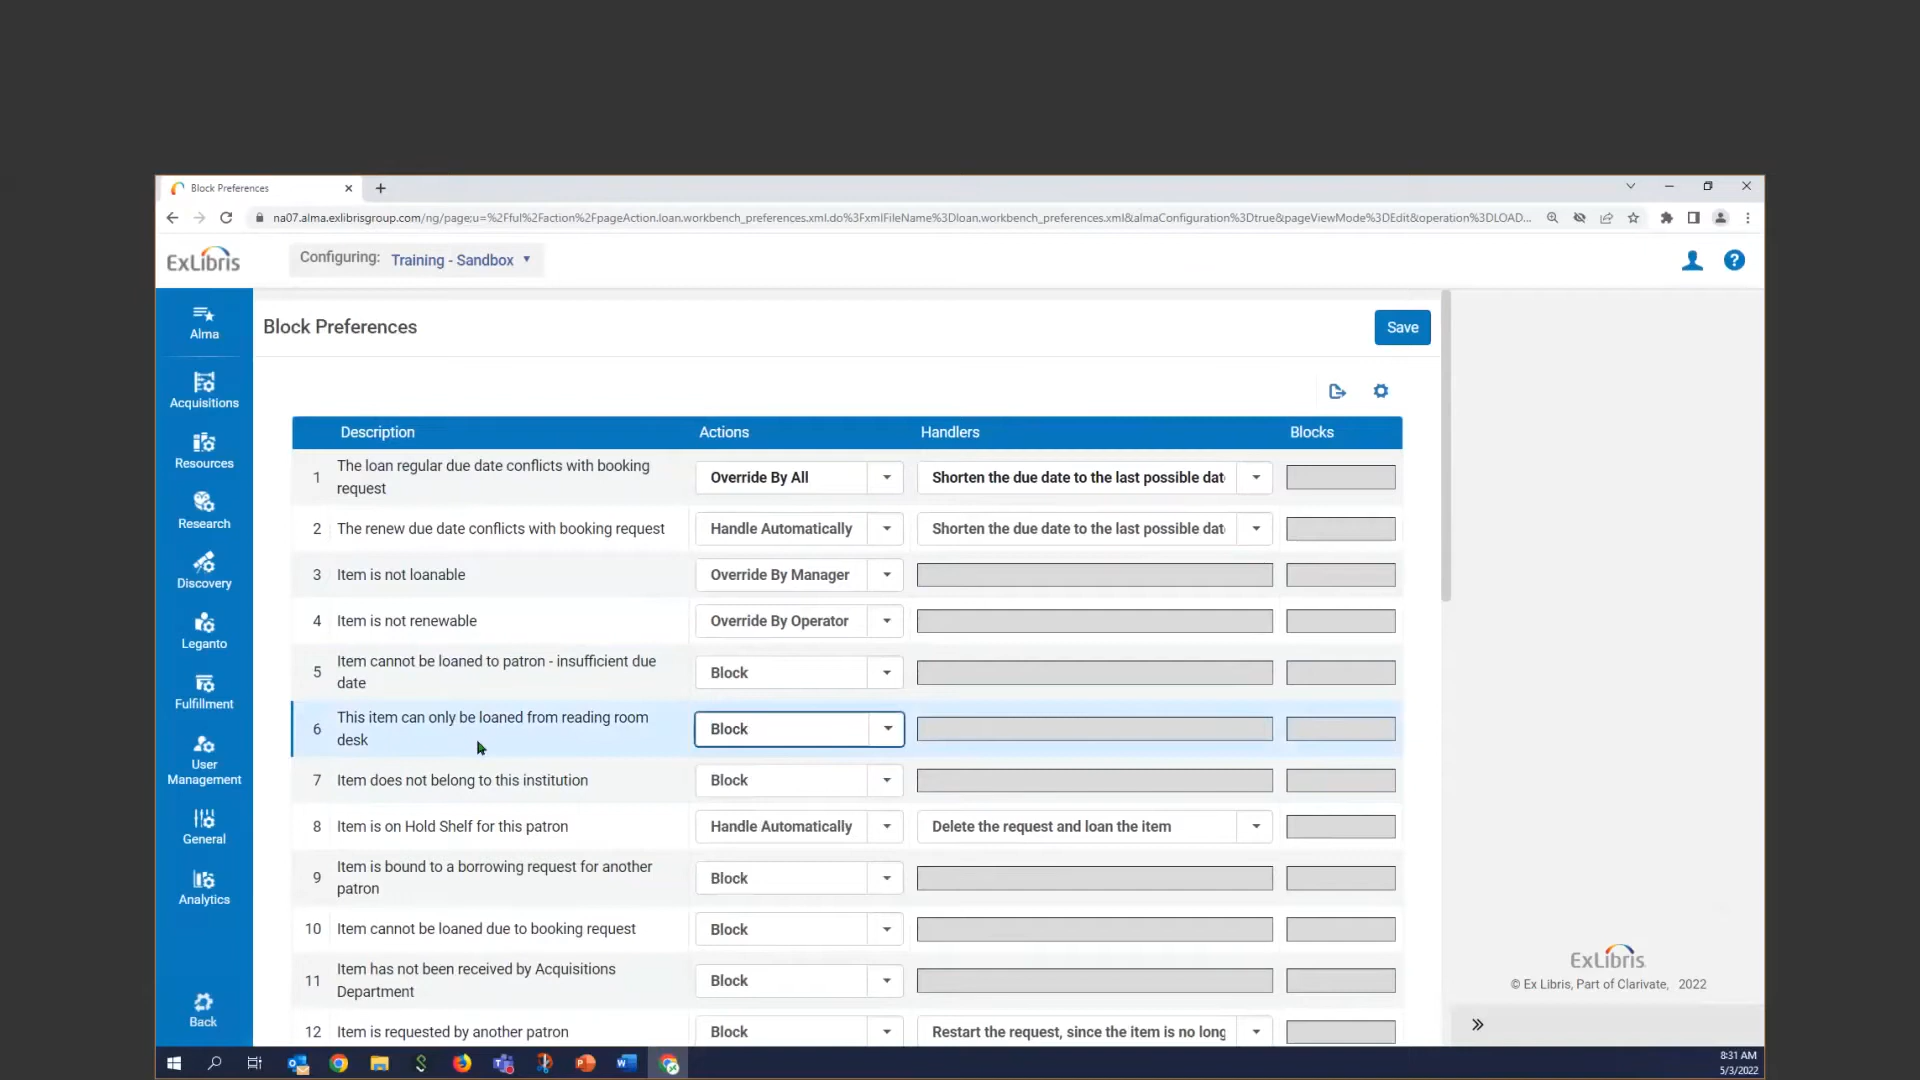 Block Preferences
na07.alma.exlibrisgroup.com/ng/page;u=%2Fful%2Faction%2FpageAction.loan.workbench_preferences.xml.do%3FxmlFileName%3Dloan.workbench_preferences.xml&almaConfiguration%3Dtrue&pageViewMode%3DEdit&operation%3DLOAD...
ExLibris
Configuring: Training - Sandbox
?
Alma
Block Preferences
Save
Acquisitions
Resources
Research
Discovery
Leganto
Fulfillment
User
Management
General
Analytics
Back
Description Actions Handlers Blocks
1 The loan regular due date conflicts with booking
request
Override By All Shorten the due date to the last possible dat
2 The renew due date conflicts with booking request Handle Automatically Shorten the due date to the last possible dat
3 Item is not loanable Override By Manager
4 Item is not renewable Override By Operator
5 Item cannot be loaned to patron - insufficient due
date
Block
6 This item can only be loaned from reading room
desk
Block
7 Item does not belong to this institution Block
8 Item is on Hold Shelf for this patron Handle Automatically Delete the request and loan the item
9 Item is bound to a borrowing request for another
patron
Block
10 Item cannot be loaned due to booking request Block
11 Item has not been received by Acquisitions
Department
Block
12 Item is requested by another patron Block Restart the request, since the item is no long
ExLibris
© Ex Libris, Part of Clarivate, 2022
8:31 AM
5/3/2022